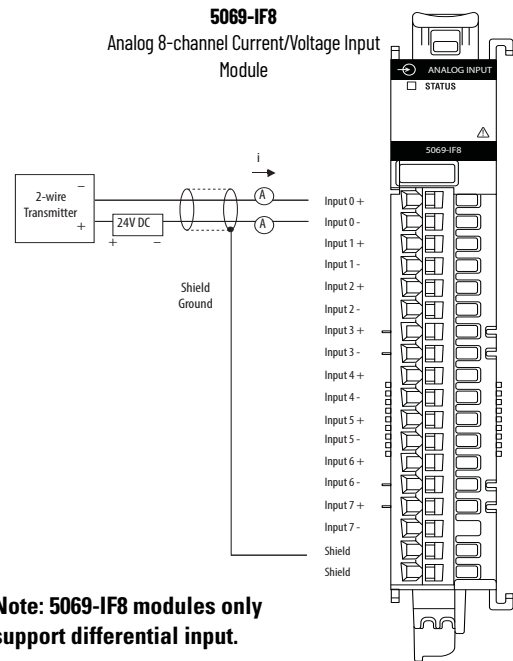 5069-IF8
Analog 8-channel Current/Voltage Input
Module
ANALOG INPUT
STATUS
5069-IF8
i
2-wire
Transmitter
−
+
24V DC
+ −
A
A
Shield
Ground
Input 0 +
Input 0 -
Input 1 +
Input 1 -
Input 2 +
Input 2 -
Input 3 +
Input 3 -
Input 4 +
Input 4 -
Input 5 +
Input 5 -
Input 6 +
Input 6 -
Input 7 +
Input 7 -
Shield
Shield
Note: 5069-IF8 modules only
support differential input.